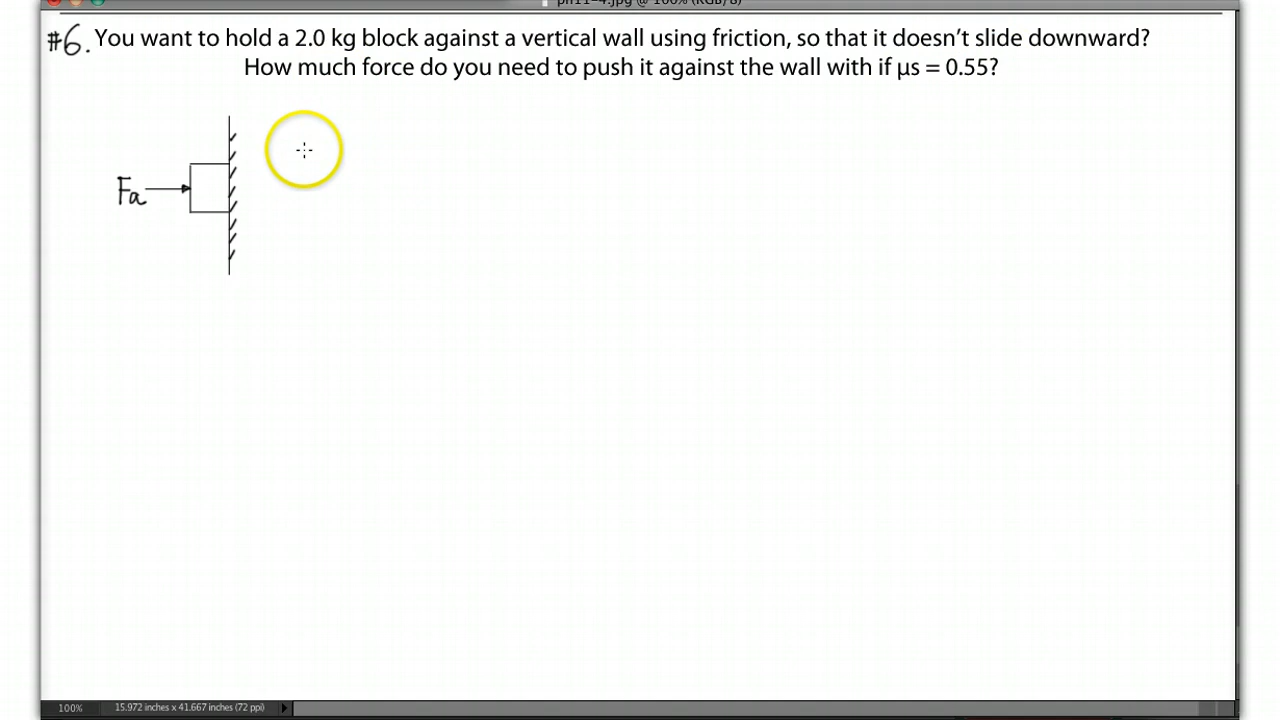 #6. You want to hold a 2.0 kg block against a vertical wall using friction, so that it doesn't slide downward?
How much force do you need to push it against the wall with if μs = 0.55?
Fa
100% 15.972 inches x 41.667 inches (72 ppi)